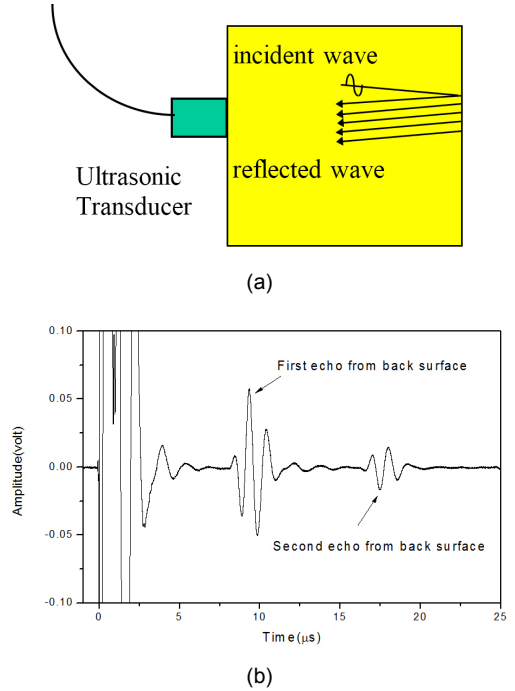 incident wave
reflected wave
Ultrasonic
Transducer
(a)
0.10
0.05
0.00
-0.05
-0.10
Amplitude(volt)
First echo from back surface
Second echo from back surface
0
5
10
15
20
25
Time(μs)
(b)